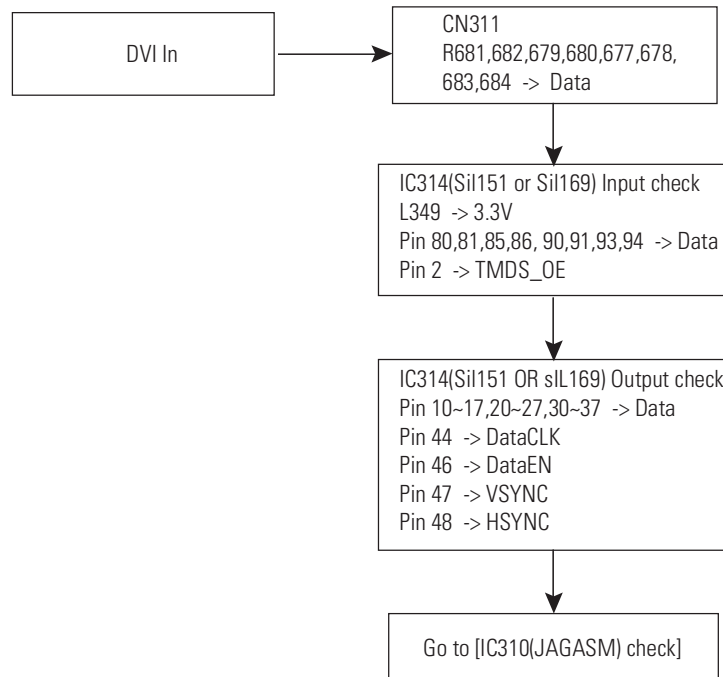 DVI In
CN311
R681,682,679,680,677,678,
683,684 -> Data
IC314(SiI151 or SiI169) Input check
L349 -> 3.3V
Pin 80,81,85,86, 90,91,93,94 -> Data
Pin 2 -> TMDS_OE
IC314(SiI151 OR sIL169) Output check
Pin 10~17,20~27,30~37 -> Data
Pin 44 -> DataCLK
Pin 46 -> DataEN
Pin 47 -> VSYNC
Pin 48 -> HSYNC
Go to [IC310(JAGASM) check]